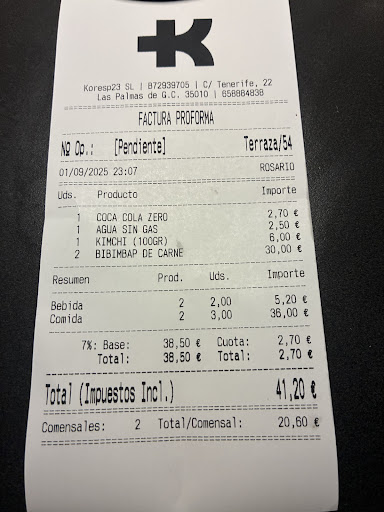 Koresp23 SL | B72939705 | C/ Tenerife, 22
Las Palmas de G.C. 35010 | 658884838
FACTURA PROFORMA
Nº Op.: [Pendiente] Terraza/54
01/09/2025 23:07 ROSARIO
Uds. Producto Importe
1 COCA COLA ZERO 2,70 €
1 AGUA SIN GAS 2,50 €
1 KIMCHI (100GR) 6,00 €
2 BIBIMBAP DE CARNE 30,00 €
Resumen Prod. Uds. Importe
Bebida 2 2,00 5,20 €
Comida 2 3,00 36,00 €
7%: Base: 38,50 € Cuota: 2,70 €
Total: 38,50 € Total: 2,70 €
Total (Impuestos Incl.) 41,20 €
Comensales: 2 Total/Comensal: 20,60 €